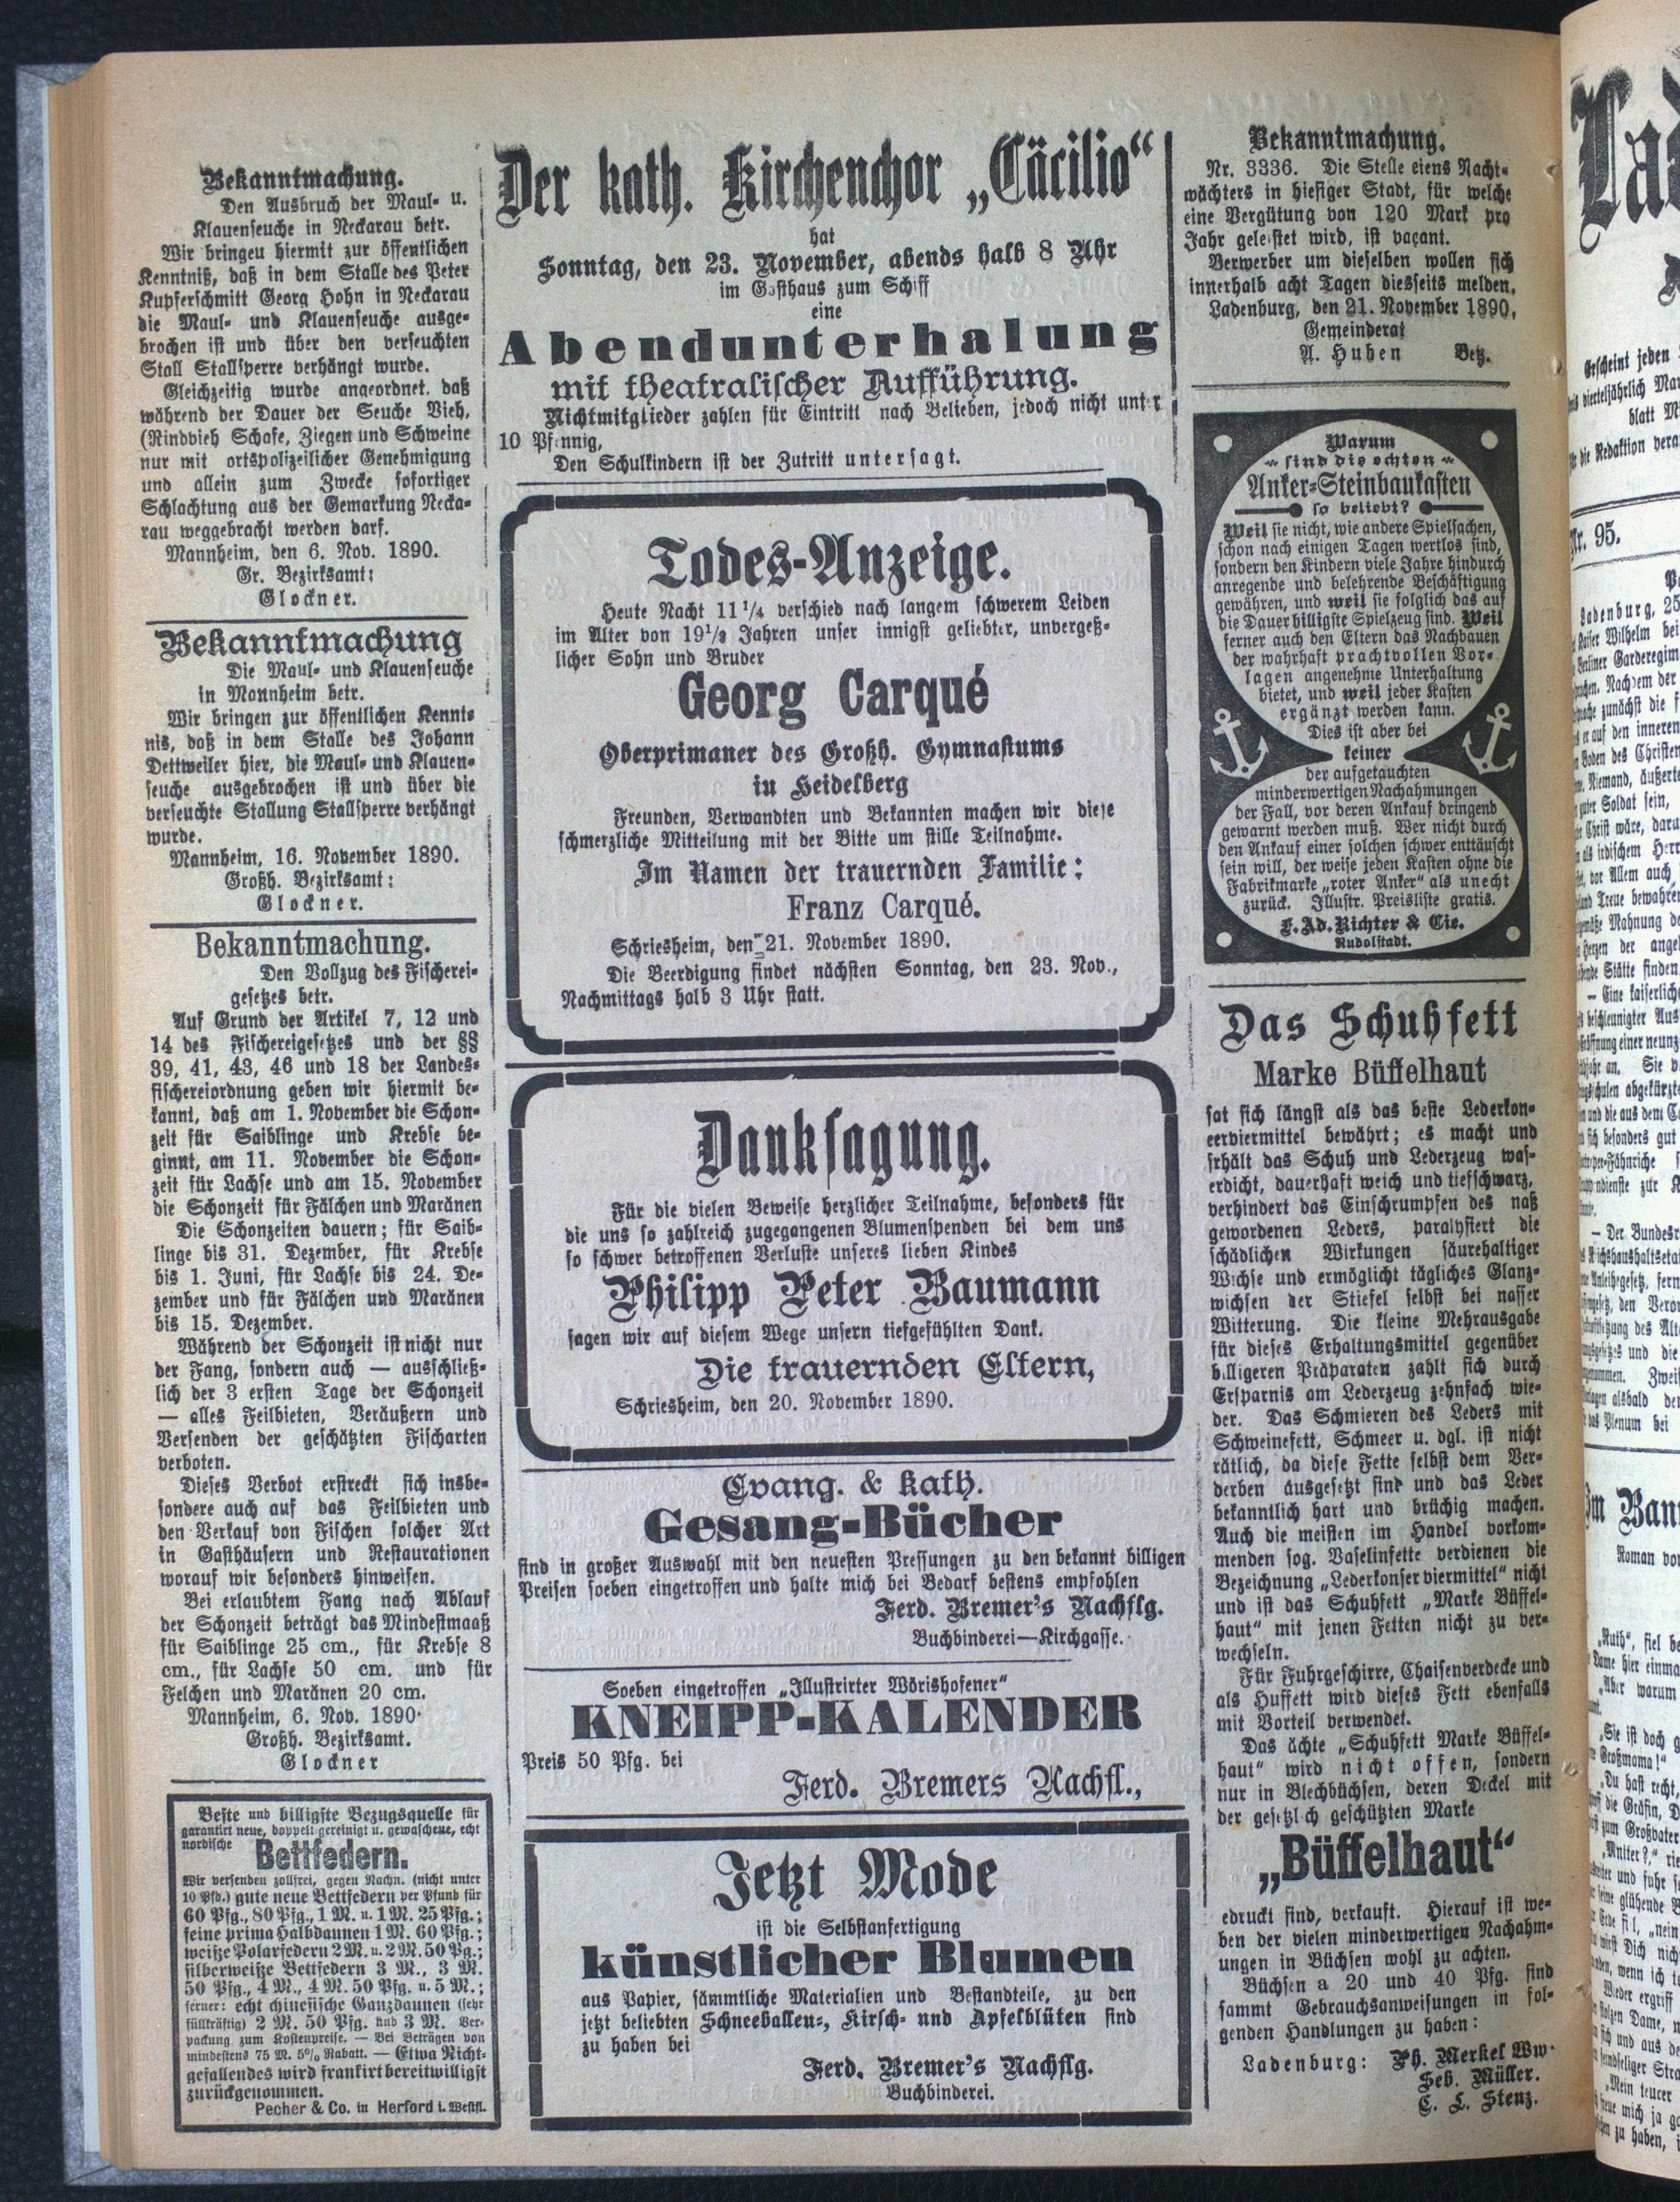 Bekanntmachung.
Den Ausbruch der Maul- u.
Klauenseuche in Neckarau betr.
Wir bringeu hiermit zur öffentlichen
Kenntniß, daß in dem Stalle des Peter
Kupferschmitt Georg Hohn in Neckarau
die Maul- und Klauenseuche ausge-
brochen ist und über den verseuchten
Stall Stallsperre verhängt wurde.
Gleichzeitig wurde angeordnet, daß
während der Dauer der Seuche Vieh,
(Rindvieh Schafe, Ziegen und Schweine
nur mit ortspolizeilicher Genehmigung
und allein zum Zwecke sofortiger
Schlachtung aus der Gemarkung Necka-
rau weggebracht werden darf.
Mannheim, den 6. Nov. 1890.
Gr. Bezirksamt:
Glockner.
Bekanntmachung
Die Maul- und Klauenseuche
in Mannheim betr.
Wir bringen zur öffentlichen Kennt-
nis, daß in dem Stalle des Johann
Dettweiler hier, die Maul- und Klauen-
seuche ausgebrochen ist und über die
verseuchte Stallung Stallsperre verhängt
wurde.
Mannheim, 16. November 1890.
Großh. Bezirksamt:
Glockner.
Bekanntmachung.
Den Vollzug des Fischerei-
gesetzes betr.
Auf Grund der Artikel 7, 12 und
14 des Fischereigesetzes und der §§
39, 41, 43, 46 und 18 der Landes-
fischereiordnung geben wir hiermit be-
kannt, daß am 1. November die Schon-
zeit für Saiblinge und Krebse be-
ginnt, am 11. November die Schon-
zeit für Lachse und am 15. November
die Schonzeit für Fälchen und Maränen
Die Schonzeiten dauern; für Saib-
linge bis 31. Dezember, für Krebse
bis 1. Juni, für Lachse bis 24. De-
zember und für Fälchen und Maränen
bis 15. Dezember.
Während der Schonzeit ist nicht nur
der Fang, sondern auch — ausschließ-
lich der 3 ersten Tage der Schonzeit
— alles Feilbieten, Veräußern und
Versenden der geschätzten Fischarten
verboten.
Dieses Verbot erstreckt sich insbe-
sondere auch auf das Feilbieten und
den Verkauf von Fischen solcher Art
in Gasthäusern und Restaurationen
worauf wir besonders hinweisen.
Bei erlaubtem Fang nach Ablauf
der Schonzeit beträgt das Mindestmaaß
für Saiblinge 25 cm., für Krebse 8
cm., für Lachse 50 cm. und für
Felchen und Maränen 20 cm.
Mannheim, 6. Nov. 1890.
Großh. Bezirksamt.
Glockner
Beste und billigste Bezugsquelle für
garantirt neue, doppelt gereinigt u. gewaschene, echt
nordische
Bettfedern.
Wir versenden zollfrei, gegen Nachn. (nicht unter
10 Pfd.) gute neue Bettfedern per Pfund für
60 Pfg., 80 Pfg., 1 M. u. 1 M. 25 Pfg.;
feine prima Halbdaunen 1 M. 60 Pfg.;
weiße Polarfedern 2 M. u. 2 M. 50 Pg.;
silberweiße Bettfedern 3 M., 3 M.
50 Pfg., 4 M., 4 M. 50 Pfg. u. 5 M.;
ferner: echt chinesische Ganzdaunen (sehr
füllkräftig) 2 M. 50 Pfg. und 3 M. Ver-
packung zum Kostenpreise. — Bei Beträgen von
mindestens 75 M. 5% Rabatt. — Etwa Nicht-
gefallendes wird frankirt bereitwilligst
zurückgenommen.
Pecher & Co. in Herford i. Westf.
Der kath. Kirchenchor „Cäcilio“
hat
Sonntag, den 23. November, abends halb 8 Uhr
im Gasthaus zum Schiff
eine
Abendunterhalung
mit theatralischer Aufführung.
Nichtmitglieder zahlen für Eintritt nach Belieben, jedoch nicht unter
10 Pfennig,
Den Schulkindern ist der Zutritt untersagt.
Todes-Anzeige.
Heute Nacht 11 1/4 verschied nach langem schwerem Leiden
im Alter von 19 1/2 Jahren unser innigst geliebter, unvergeß-
licher Sohn und Bruder
Georg Carqué
Oberprimaner des Großh. Gymnasiums
in Heidelberg
Freunden, Verwandten und Bekannten machen wir diese
schmerzliche Mitteilung mit der Bitte um stille Teilnahme.
Im Namen der trauernden Familie:
Franz Carqué.
Schriesheim, den 21. November 1890.
Die Beerdigung findet nächsten Sonntag, den 23. Nov.,
Nachmittags halb 3 Uhr statt.
Danksagung.
Für die vielen Beweise herzlicher Teilnahme, besonders für
die uns so zahlreich zugegangenen Blumenspenden bei dem uns
so schwer betroffenen Verluste unseres lieben Kindes
Philipp Peter Baumann
sagen wir auf diesem Wege unsern tiefgefühlten Dank.
Die trauernden Eltern,
Schriesheim, den 20. November 1890.
Evang. & kath.
Gesang-Bücher
sind in großer Auswahl mit den neuesten Pressungen zu den bekannt billigen
Preisen soeben eingetroffen und halte mich bei Bedarf bestens empfohlen
Ferd. Bremer's Nachflg.
Buchbinderei—Kirchgasse.
Soeben eingetroffen „Illustrirter Wörishofener“
KNEIPP-KALENDER
Preis 50 Pfg. bei
Ferd. Bremers Nachfl.,
Jetzt Mode
ist die Selbstanfertigung
künstlicher Blumen
aus Papier, sämmtliche Materialien und Bestandteile, zu den
jetzt beliebten Schneeballen-, Kirsch- und Apfelblüten sind
zu haben bei
Ferd. Bremer's Nachflg.
Buchbinderei.
Bekanntmachung.
Nr. 3336. Die Stelle eiens Nacht-
wächters in hiesiger Stadt, für welche
eine Vergütung von 120 Mark pro
Jahr geleistet wird, ist vacant.
Berwerber um dieselben wollen sich
innerhalb acht Tagen diesseits melden.
Ladenburg, den 21. November 1890.
Gemeinderat
A. Huben Betz.
Warum
sind die echten
Anker-Steinbaukasten
so beliebt?
Weil sie nicht, wie andere Spielsachen,
schon nach einigen Tagen wertlos sind,
sondern den Kindern viele Jahre hindurch
anregende und belehrende Beschäftigung
gewähren, und weil sie folglich das auf
die Dauer billigste Spielzeug sind. Weil
ferner auch den Eltern das Nachbauen
der wahrhaft prachtvollen Vor-
lagen angenehme Unterhaltung
bietet, und weil jeder Kasten
ergänzt werden kann.
Dies ist aber bei
keiner
der aufgetauchten
minderwertigen Nachahmungen
der Fall, vor deren Ankauf dringend
gewarnt werden muß. Wer nicht durch
den Ankauf einer solchen schwer enttäuscht
sein will, der weise jeden Kasten ohne die
Fabrikmarke „roter Anker“ als unecht
zurück. Illustr. Preisliste gratis.
F. Ad. Richter & Cie.
Rudolstadt.
Das Schuhfett
Marke Büffelhaut
sat sich längst als das beste Lederkon-
eerviermittel bewährt; es macht und
srhält das Schuh und Lederzeug was-
erdicht, dauerhaft weich und tiefschwarz,
verhindert das Einschrumpfen des naß
gewordenen Leders, paralysiert die
schädlichen Wirkungen säurehaltiger
Wichse und ermöglicht tägliches Glanz-
wichsen der Stiefel selbst bei nasser
Witterung. Die kleine Mehrausgabe
für dieses Erhaltungsmittel gegenüber
billigeren Präparaten zahlt sich durch
Ersparnis am Lederzeug zehnfach wie-
der. Das Schmieren des Leders mit
Schweinefett, Schmeer u. dgl. ist nicht
rätlich, da diese Fette selbst dem Ver-
derben ausgesetzt sind und das Leder
bekanntlich hart und brüchig machen.
Auch die meisten im Handel vorkom-
menden sog. Vaselinfette verdienen die
Bezeichnung „Lederkonserviermittel“ nicht
und ist das Schuhfett „Marke Büffel-
haut“ mit jenen Fetten nicht zu ver-
wechseln.
Für Fuhrgeschirre, Chaisenverdecke und
als Huffett wird dieses Fett ebenfalls
mit Vorteil verwendet.
Das ächte „Schuhfett Marke Büffel-
haut“ wird nicht offen, sondern
nur in Blechbüchsen, deren Deckel mit
der gesetzlich geschützten Marke
„Büffelhaut“
edruckt sind, verkauft. Hierauf ist we-
ben der vielen minderwertigen Nachahm-
ungen in Büchsen wohl zu achten.
Büchsen a 20 und 40 Pfg. sind
sammt Gebrauchsanweisungen in fol-
genden Handlungen zu haben:
Ladenburg: Ph. Merkel Ww.
Seb. Müller.
C. L. Stenz.
Erscheint jeden
vierteljährlich
Nr. 95.
Ladenburg, 25
Kaiser Wilhelm bei
Roman